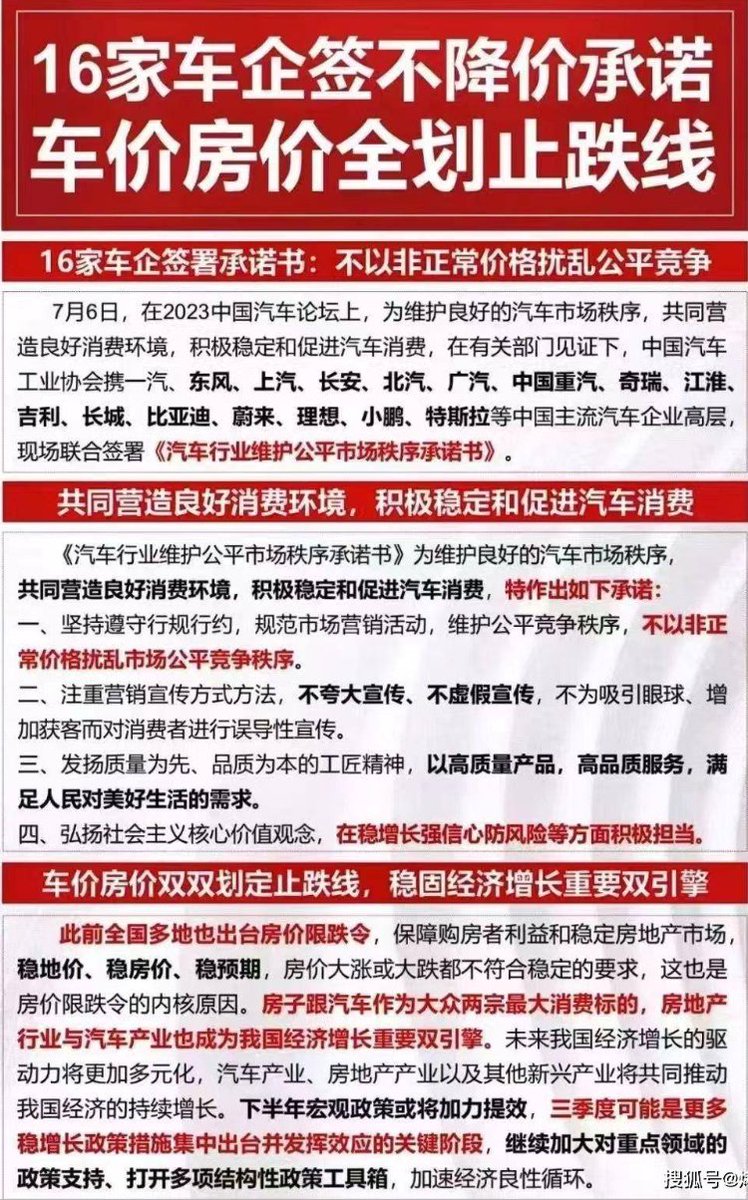 16家车企签不降价承诺
车价房价全划止跌线
16家车企签署承诺书：不以非正常价格扰乱公平竞争
7月6日，在2023中国汽车论坛上，为维护良好的汽车市场秩序，共同营
造良好消费环境，积极稳定和促进汽车消费，在有关部门见证下，中国汽车
工业协会携一汽、东风、上汽、长安、北汽、广汽、中国重汽、奇瑞、江淮、
吉利、长城、比亚迪、蔚来、理想、小鹏、特斯拉等中国主流汽车企业高层，
现场联合签署《汽车行业维护公平市场秩序承诺书》。
共同营造良好消费环境，积极稳定和促进汽车消费
《汽车行业维护公平市场秩序承诺书》为维护良好的汽车市场秩序，
共同营造良好消费环境，积极稳定和促进汽车消费，特作出如下承诺：
一、坚持遵守行规行约，规范市场营销活动，维护公平竞争秩序，不以非正
常价格扰乱市场公平竞争秩序。
二、注重营销宣传方式方法，不夸大宣传、不虚假宣传，不为吸引眼球、增
加获客而对消费者进行误导性宣传。
三、发扬质量为先、品质为本的工匠精神，以高质量产品，高品质服务，满
足人民对美好生活的需求。
四、弘扬社会主义核心价值观念，在稳增长强信心防风险等方面积极担当。
车价房价双双划定止跌线，稳固经济增长重要双引擎
此前全国多地也出台房价限跌令，保障购房者利益和稳定房地产市场，
稳地价、稳房价、稳预期，房价大涨或大跌都不符合稳定的要求，这也是
房价限跌令的内核原因。房子跟汽车作为大众两宗最大消费标的，房地产
行业与汽车产业也成为我国经济增长重要双引擎。未来我国经济增长的驱
动力将更加多元化，汽车产业、房地产产业以及其他新兴产业将共同推动
我国经济的持续增长。下半年宏观政策或将加力提效，三季度可能是更多
稳增长政策措施集中出台并发挥效应的关键阶段，继续加大对重点领域的
政策支持、打开多项结构性政策工具箱，加速经济良性循环。
搜狐号@